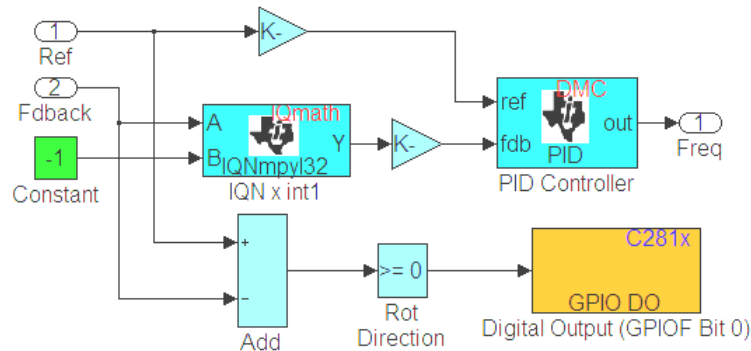 1
Ref
K-
2
Fdback
-1
Constant
IQmath
A
B
Y
IQNmpyI32
IQN x int1
K-
DMC
ref
fdb
out
PID
PID Controller
1
Freq
+
-
Add
>= 0
Rot
Direction
C281x
GPIO DO
Digital Output (GPIOF Bit 0)